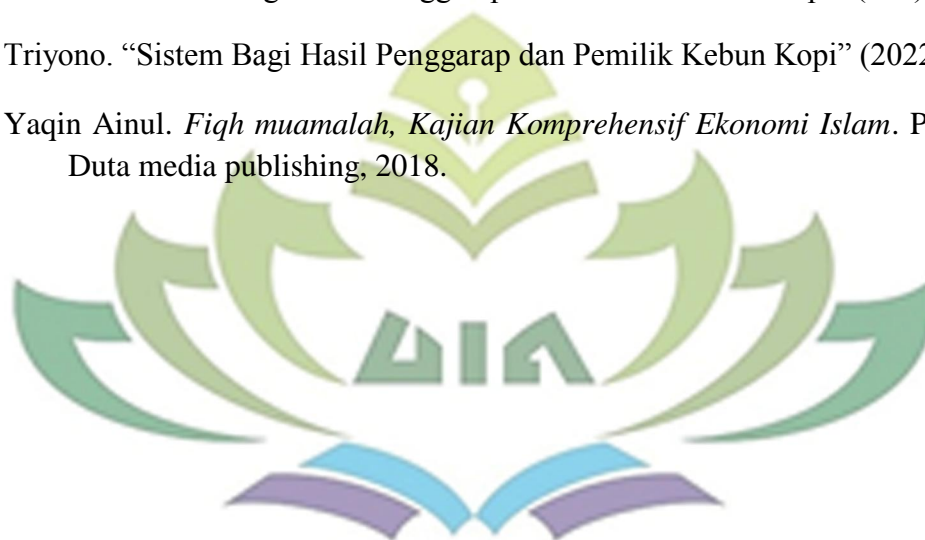 Triyono. “Sistem Bagi Hasil Penggarap dan Pemilik Kebun Kopi” (2022
Yaqin Ainul. Fiqh muamalah, Kajian Komprehensif Ekonomi Islam. P
Duta media publishing, 2018.
UIN